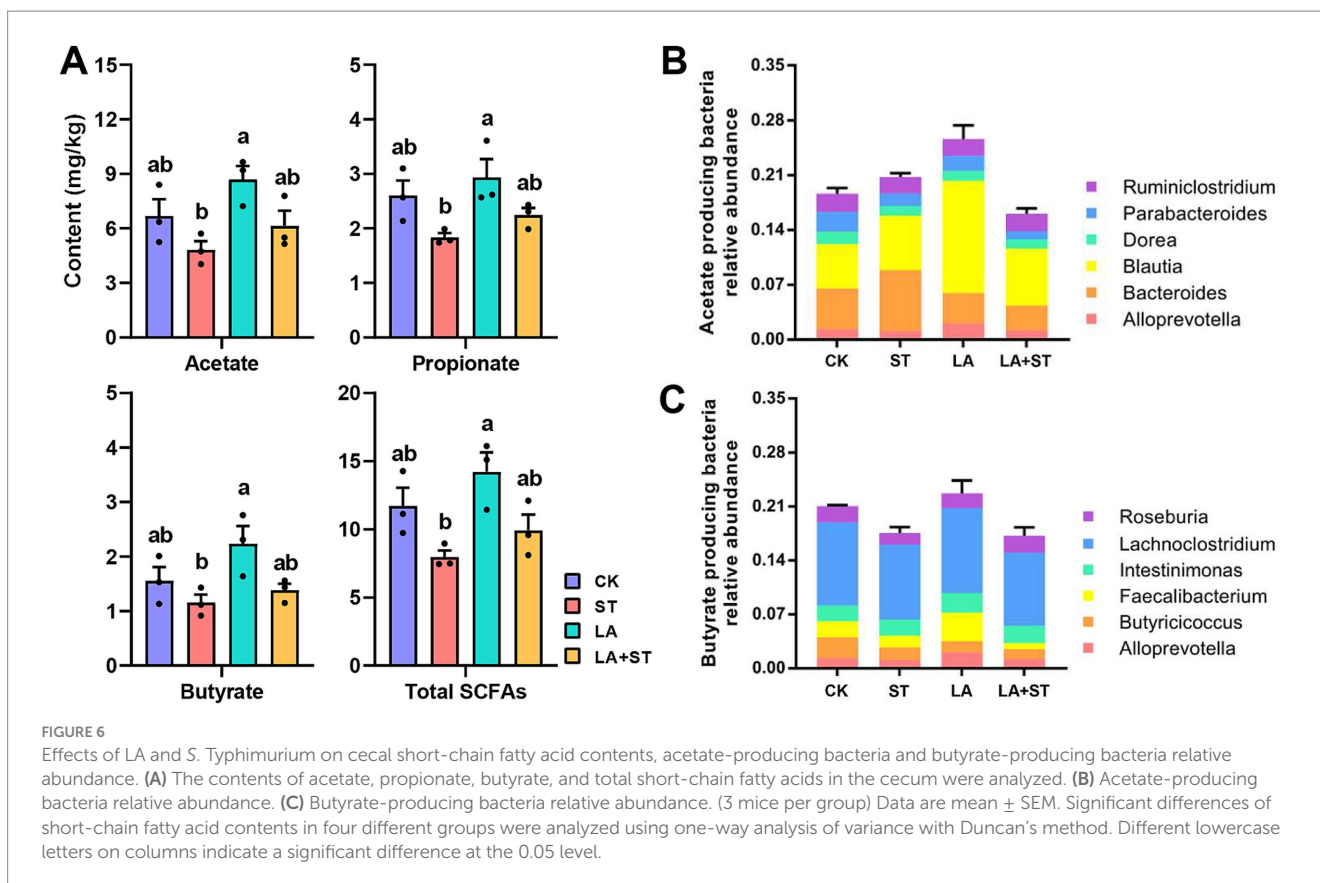 A
15
12
9
6
3
0
Content (mg/kg)
ab
b
a
ab
Acetate
5
4
3
2
1
0
ab
b
a
ab
Propionate
5
4
3
2
1
0
ab
b
a
ab
Butyrate
20
15
10
5
0
ab
b
a
ab
Total SCFAs
CK
ST
LA
LA+ST
B
Acetate producing bacteria
relative abundance
0.35
0.28
0.21
0.14
0.07
0.00
CK ST LA LA+ST
Ruminiclostridium
Parabacteroides
Dorea
Blautia
Bacteroides
Alloprevotella
C
Butyrate producing bacteria
relative abundance
0.35
0.28
0.21
0.14
0.07
0.00
CK ST LA LA+ST
Roseburia
Lachnoclostridium
Intestinimonas
Faecalibacterium
Butyricicoccus
Alloprevotella
FIGURE 6
Effects of LA and S. Typhimurium on cecal short-chain fatty acid contents, acetate-producing bacteria and butyrate-producing bacteria relative
abundance. (A) The contents of acetate, propionate, butyrate, and total short-chain fatty acids in the cecum were analyzed. (B) Acetate-producing
bacteria relative abundance. (C) Butyrate-producing bacteria relative abundance. (3 mice per group) Data are mean ± SEM. Significant differences of
short-chain fatty acid contents in four different groups were analyzed using one-way analysis of variance with Duncan's method. Different lowercase
letters on columns indicate a significant difference at the 0.05 level.